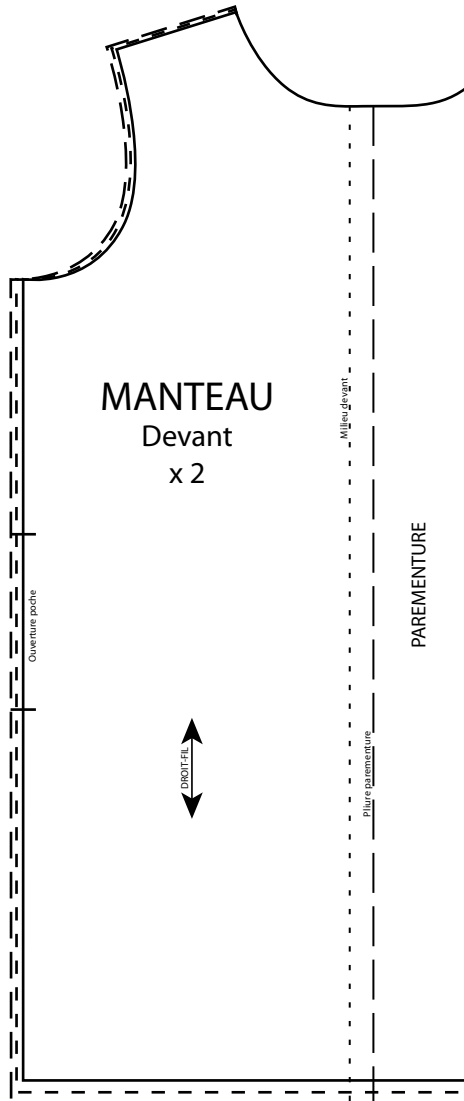 MANTEAU
Devant
x 2
Milieu devant
PAREMENTURE
Ouverture poche
DROIT-FIL
Pliure parementure